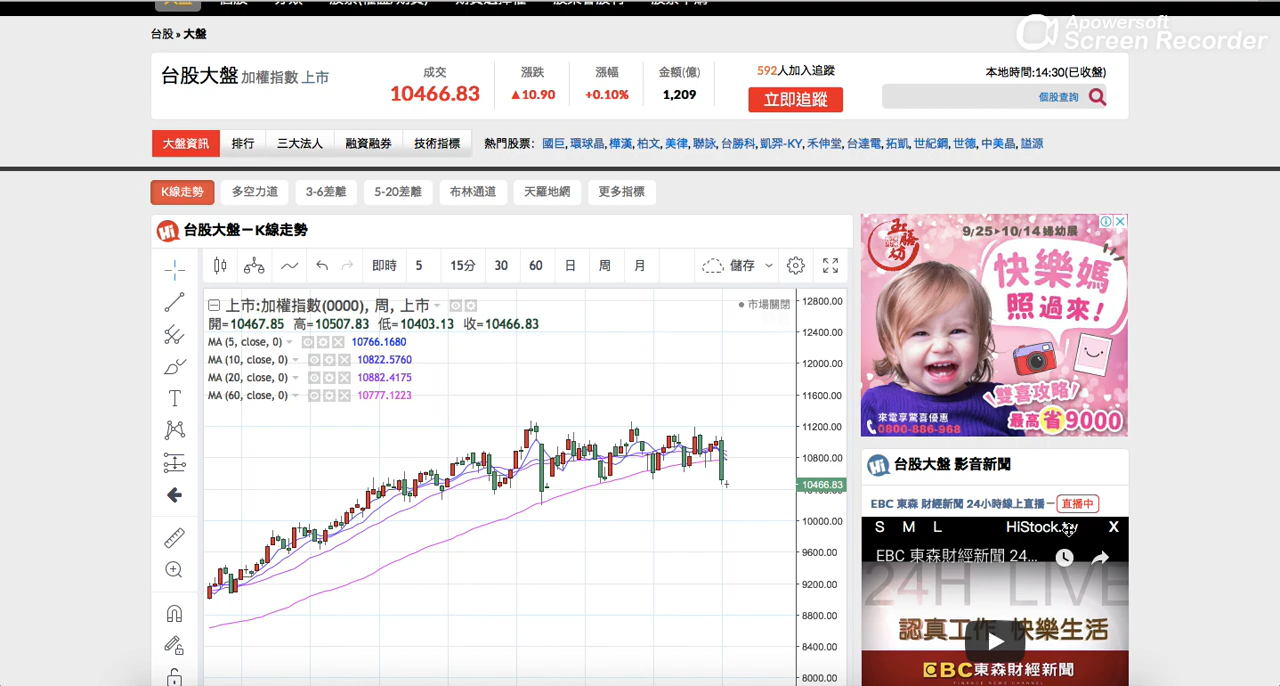 大盤
Apowersoft
Screen Recorder
台股 » 大盤
台股大盤 加權指數 上市
成交
10466.83
漲跌
▲10.90
漲幅
+0.10%
金額(億)
1,209
592人加入追蹤
立即追蹤
本地時間:14:30(已收盤)
個股查詢
大盤資訊 排行 三大法人 融資融券 技術指標
熱門股票: 國巨,環球晶,樺漢,柏文,美律,聯詠,台勝科,凱羿-KY,禾伸堂,台達電,拓凱,世紀鋼,世德,中美晶,謚源
K線走勢 多空力道 3-6差離 5-20差離 布林通道 天羅地網 更多指標
Hi 台股大盤－K線走勢
即時 5 15分 30 60 日 周 月 儲存
上市:加權指數(0000), 周, 上市
市場關閉
開=10467.85 高=10507.83 低=10403.13 收=10466.83
MA (5, close, 0) 10766.1680
MA (10, close, 0) 10822.5760
MA (20, close, 0) 10882.4175
MA (60, close, 0) 10777.1223
12800.00
12400.00
12000.00
11600.00
11200.00
10800.00
10466.83
10000.00
9600.00
9200.00
8800.00
8400.00
8000.00
9/25▸10/14 婦幼展
快樂媽
照過來!
雙喜攻略
最高省9000
來電享驚喜優惠
0800-886-968
Hi 台股大盤 影音新聞
EBC 東森 財經新聞 24小時線上直播－ 直播中
S M L HiStock. X
EBC 東森財經新聞 24...
24H LIVE
認真工作 快樂生活
EBC東森財經新聞
FINANCE NEWS CHANNEL